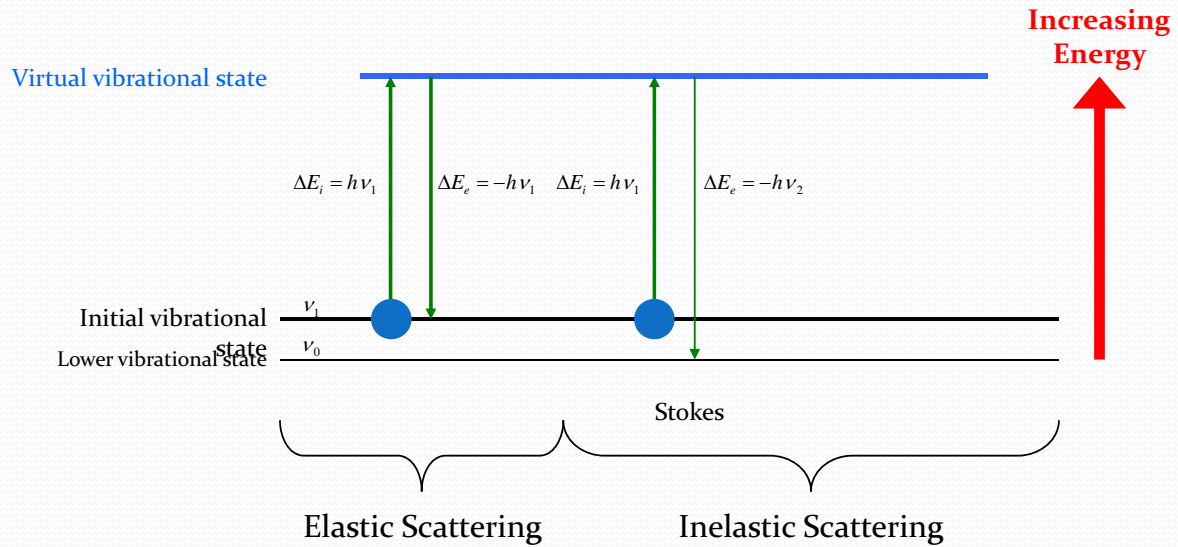 Increasing
Energy
Virtual vibrational state
ΔE_i = hν_1
ΔE_e = −hν_1
ΔE_i = hν_1
ΔE_e = −hν_2
Initial vibrational
state
ν_1
Lower vibrational state
ν_0
Stokes
Elastic Scattering
Inelastic Scattering